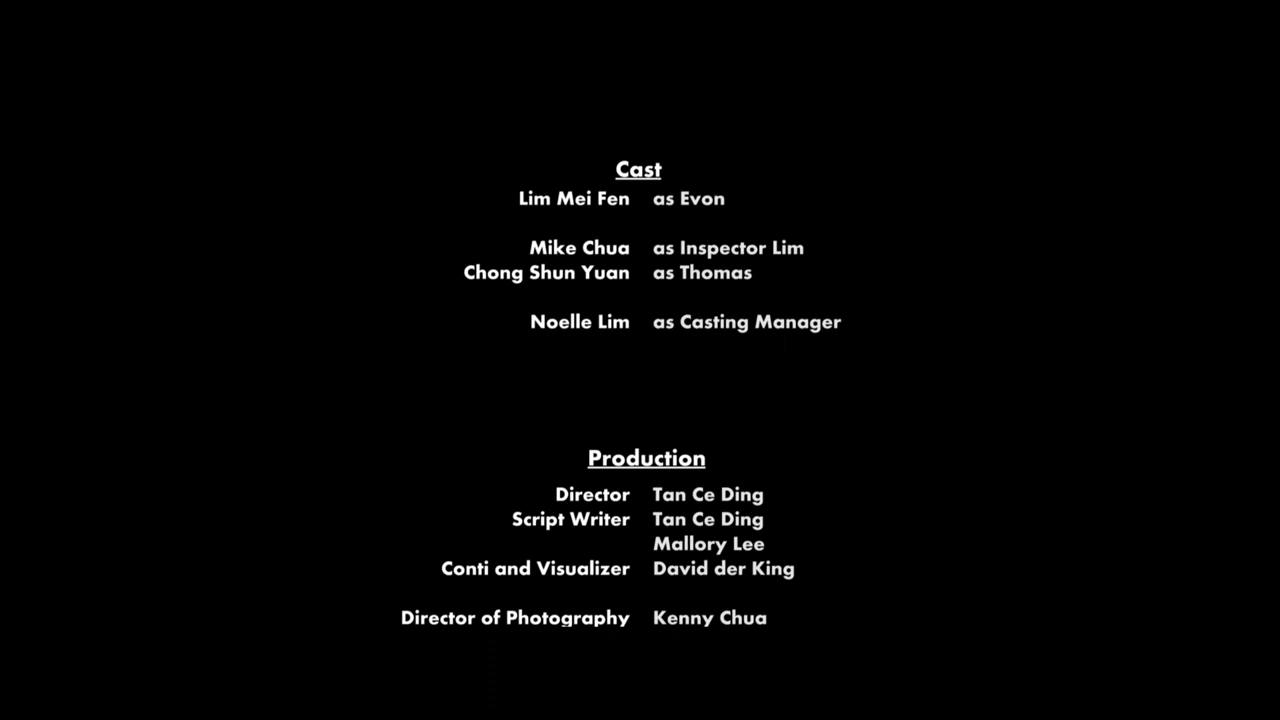 Cast
Lim Mei Fen as Evon
Mike Chua as Inspector Lim
Chong Shun Yuan as Thomas
Noelle Lim as Casting Manager
Production
Director Tan Ce Ding
Script Writer Tan Ce Ding
Mallory Lee
Conti and Visualizer David der King
Director of Photography Kenny Chua